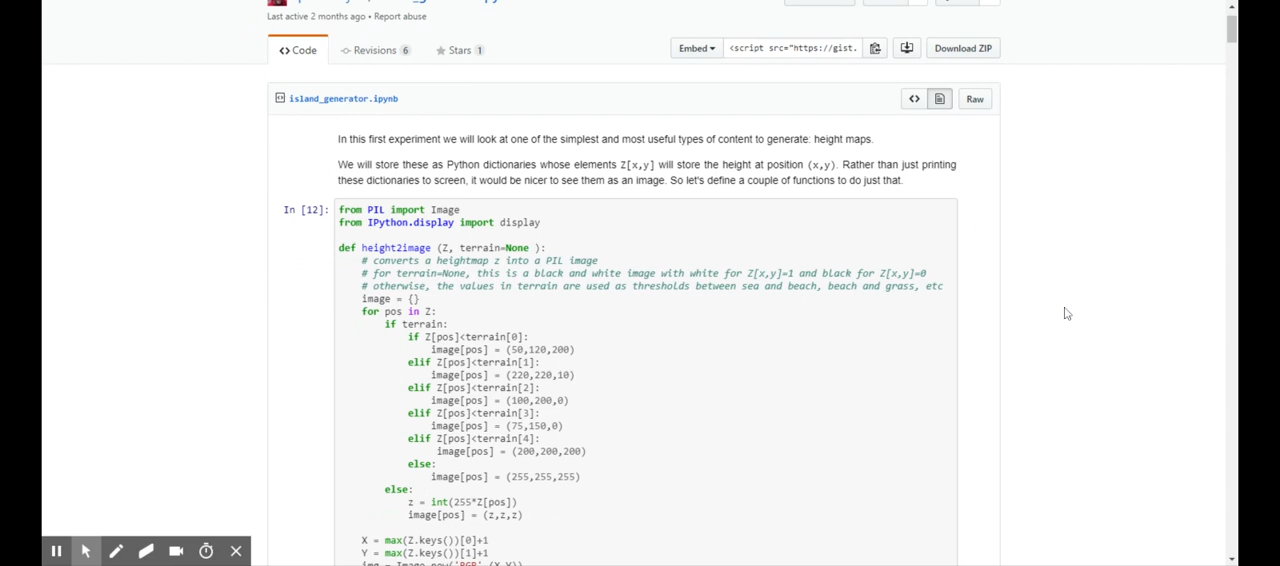 Last active 2 months ago • Report abuse
Code Revisions 6 Stars 1
Embed <script src="https://gist. Download ZIP
island_generator.ipynb Raw
In this first experiment we will look at one of the simplest and most useful types of content to generate: height maps.
We will store these as Python dictionaries whose elements Z[x,y] will store the height at position (x,y). Rather than just printing
these dictionaries to screen, it would be nicer to see them as an image. So let's define a couple of functions to do just that.
In [12]: from PIL import Image
from IPython.display import display
def height2image (Z, terrain=None ):
# converts a heightmap z into a PIL image
# for terrain=None, this is a black and white image with white for Z[x,y]=1 and black for Z[x,y]=0
# otherwise, the values in terrain are used as thresholds between sea and beach, beach and grass, etc
image = {}
for pos in Z:
if terrain:
if Z[pos]<terrain[0]:
image[pos] = (50,120,200)
elif Z[pos]<terrain[1]:
image[pos] = (220,220,10)
elif Z[pos]<terrain[2]:
image[pos] = (100,200,0)
elif Z[pos]<terrain[3]:
image[pos] = (75,150,0)
elif Z[pos]<terrain[4]:
image[pos] = (200,200,200)
else:
image[pos] = (255,255,255)
else:
z = int(255*Z[pos])
image[pos] = (z,z,z)
X = max(Z.keys())[0]+1
Y = max(Z.keys())[1]+1
img = Image.new('RGB',(X,Y))